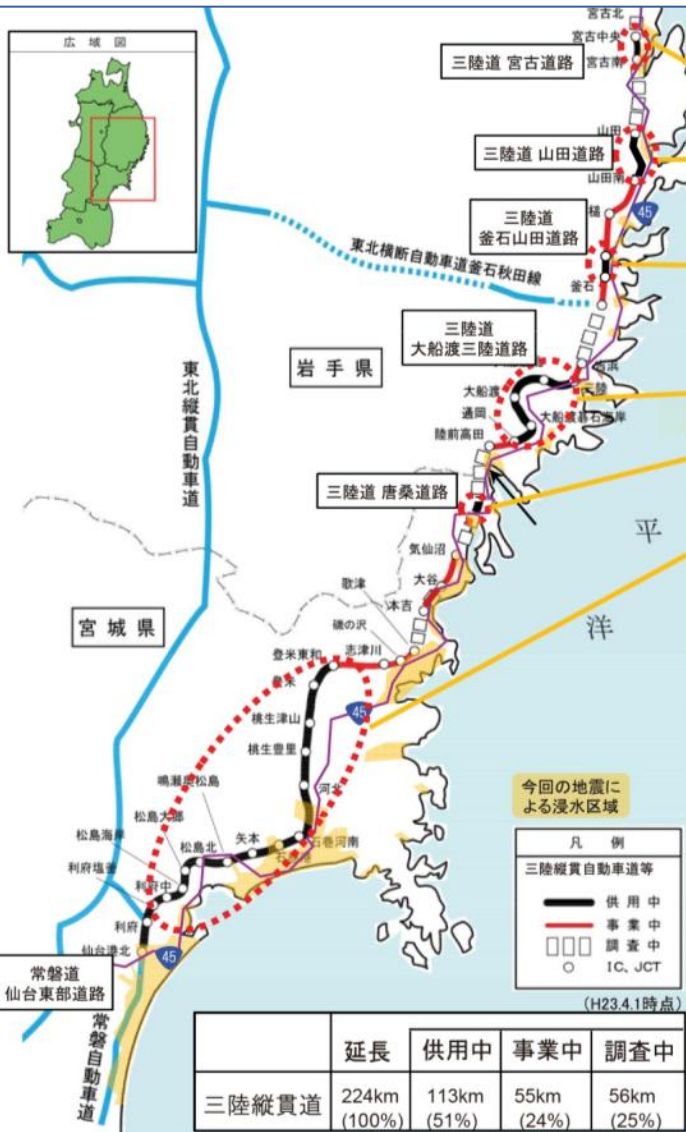 広域図
宮古北
宮古中央
宮古南
三陸道 宮古道路
山田
三陸道 山田道路
山田南
三陸道
釜石山田道路
45
東北横断自動車道釜石秋田線
釜石
三陸道
大船渡三陸道路
岩手県
三陸
大船渡
大船渡碁石海岸
通岡
陸前高田
東北縦貫自動車道
三陸道 唐桑道路
平
洋
気仙沼
大谷
歌津
本吉
磯の沢
志津川
宮城県
登米東和
登米
桃生津山
45
桃生豊里
鳴瀬奥松島
河北
松島大郷
松島海岸
松島北
矢本
石巻河南
利府塩釜
利府中
利府
仙台港北
45
常磐道
仙台東部道路
常磐自動車道
今回の地震に
よる浸水区域
凡例
三陸縦貫自動車道等
供用中
事業中
調査中
IC、JCT
(H23.4.1時点)
延長 供用中 事業中 調査中
三陸縦貫道 224km (100%) 113km (51%) 55km (24%) 56km (25%)